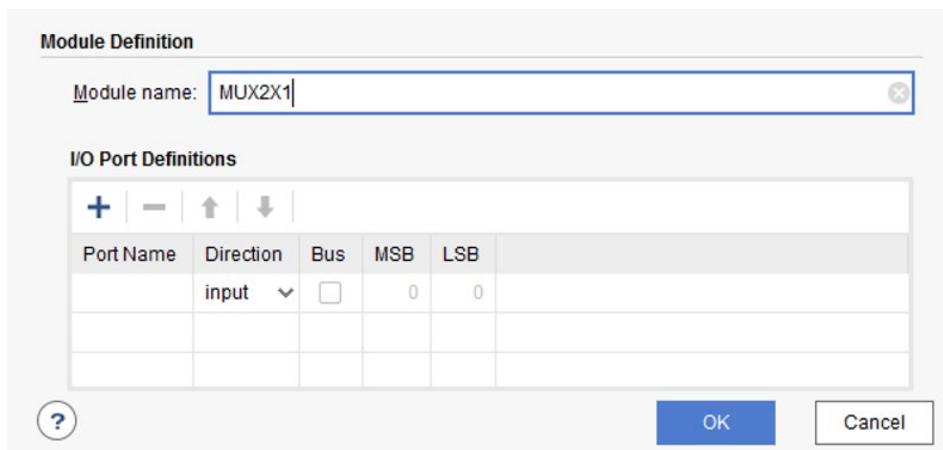 Module Definition
Module name: MUX2X1
I/O Port Definitions
Port Name Direction Bus MSB LSB
input 0 0
? OK Cancel